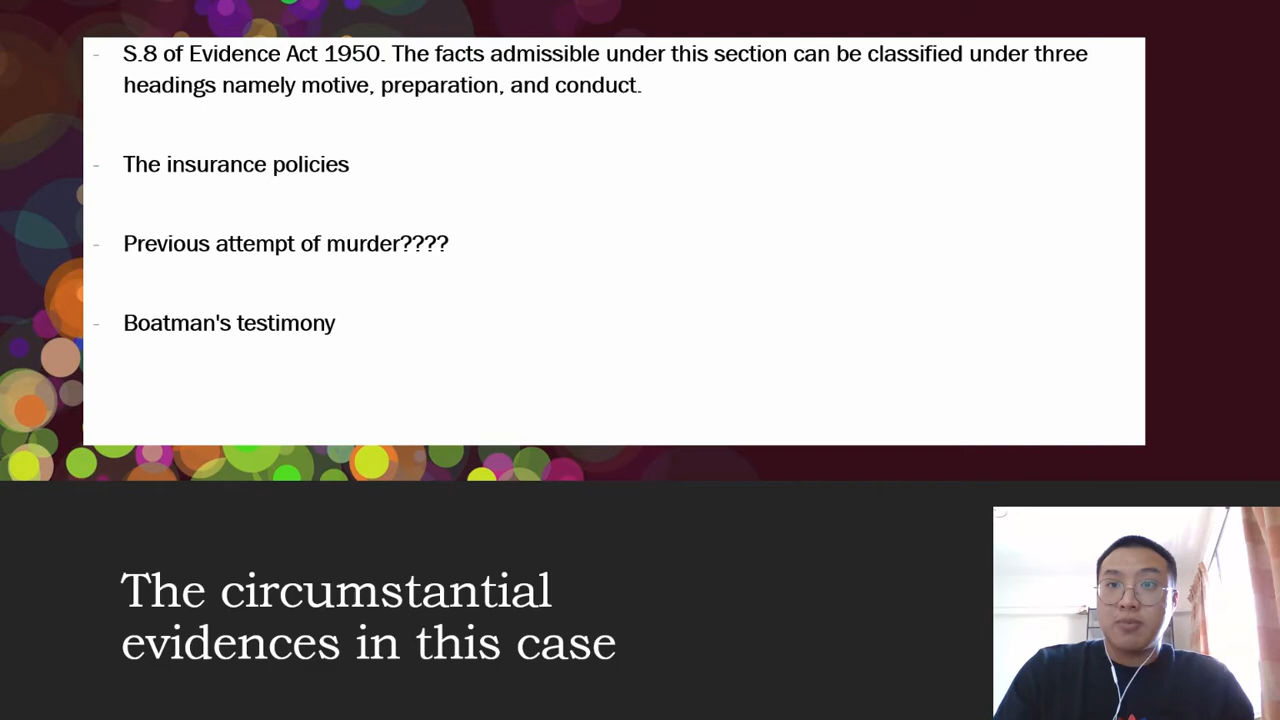 - S.8 of Evidence Act 1950. The facts admissible under this section can be classified under three
headings namely motive, preparation, and conduct.
- The insurance policies
- Previous attempt of murder????
- Boatman's testimony
The circumstantial
evidences in this case